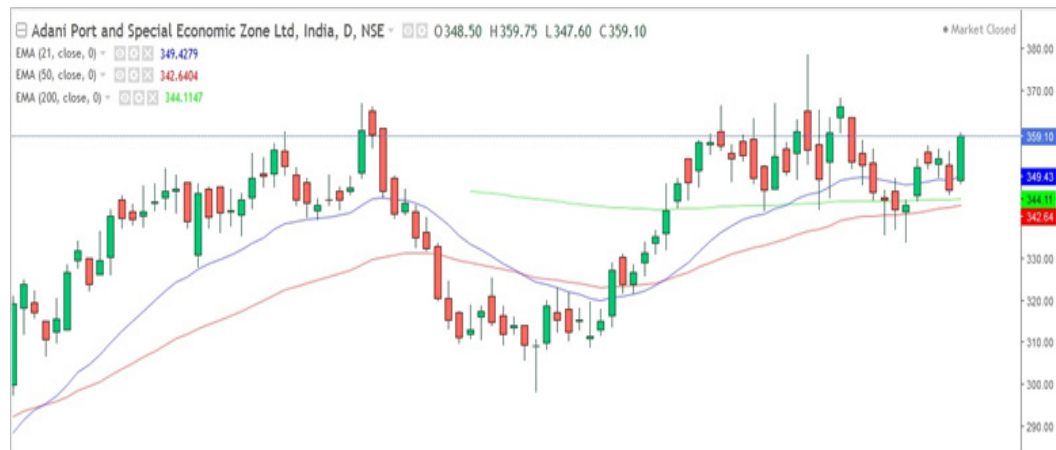 Adani Port and Special Economic Zone Ltd, India, D, NSE O348.50 H359.75 L347.60 C359.10
Market Closed
EMA (21, close, 0) 349.4279
EMA (50, close, 0) 342.6404
EMA (200, close, 0) 344.1147
380.00
370.00
359.10
349.43
344.11
342.64
330.00
320.00
310.00
300.00
290.00